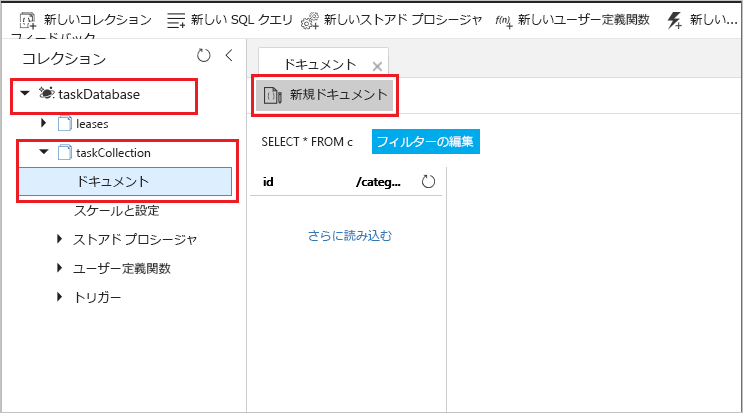 新しいコレクション 新しい SQL クエリ 新しいストアド プロシージャ f(n) 新しいユーザー定義関数 新しい...
フィードバック
コレクション
taskDatabase
leases
taskCollection
ドキュメント
スケールと設定
ストアド プロシージャ
ユーザー定義関数
トリガー
ドキュメント
新規ドキュメント
SELECT * FROM c フィルターの編集
id /categ...
さらに読み込む